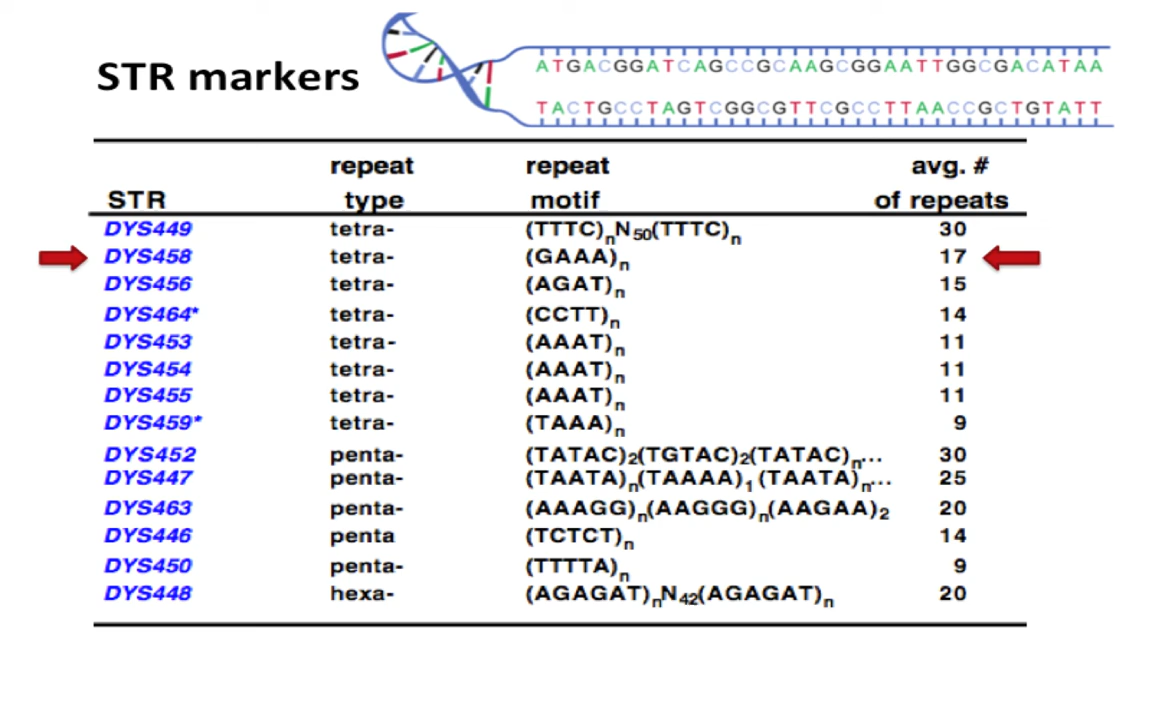 STR markers
ATGACGGATCAGCCGCAAGCGGAATTGGCGACATAA
TACTGCCTAGTCGGCGTTCGCCTTAACCGCTGTATT
STR repeat type repeat motif avg. # of repeats
DYS449 tetra- (TTTC)nN50(TTTC)n 30
DYS458 tetra- (GAAA)n 17
DYS456 tetra- (AGAT)n 15
DYS464* tetra- (CCTT)n 14
DYS453 tetra- (AAAT)n 11
DYS454 tetra- (AAAT)n 11
DYS455 tetra- (AAAT)n 11
DYS459* tetra- (TAAA)n 9
DYS452 penta- (TATAC)2(TGTAC)2(TATAC)n... 30
DYS447 penta- (TAATA)n(TAAAA)1(TAATA)n... 25
DYS463 penta- (AAAGG)n(AAGGG)n(AAGAA)2 20
DYS446 penta (TCTCT)n 14
DYS450 penta- (TTTTA)n 9
DYS448 hexa- (AGAGAT)nN42(AGAGAT)n 20